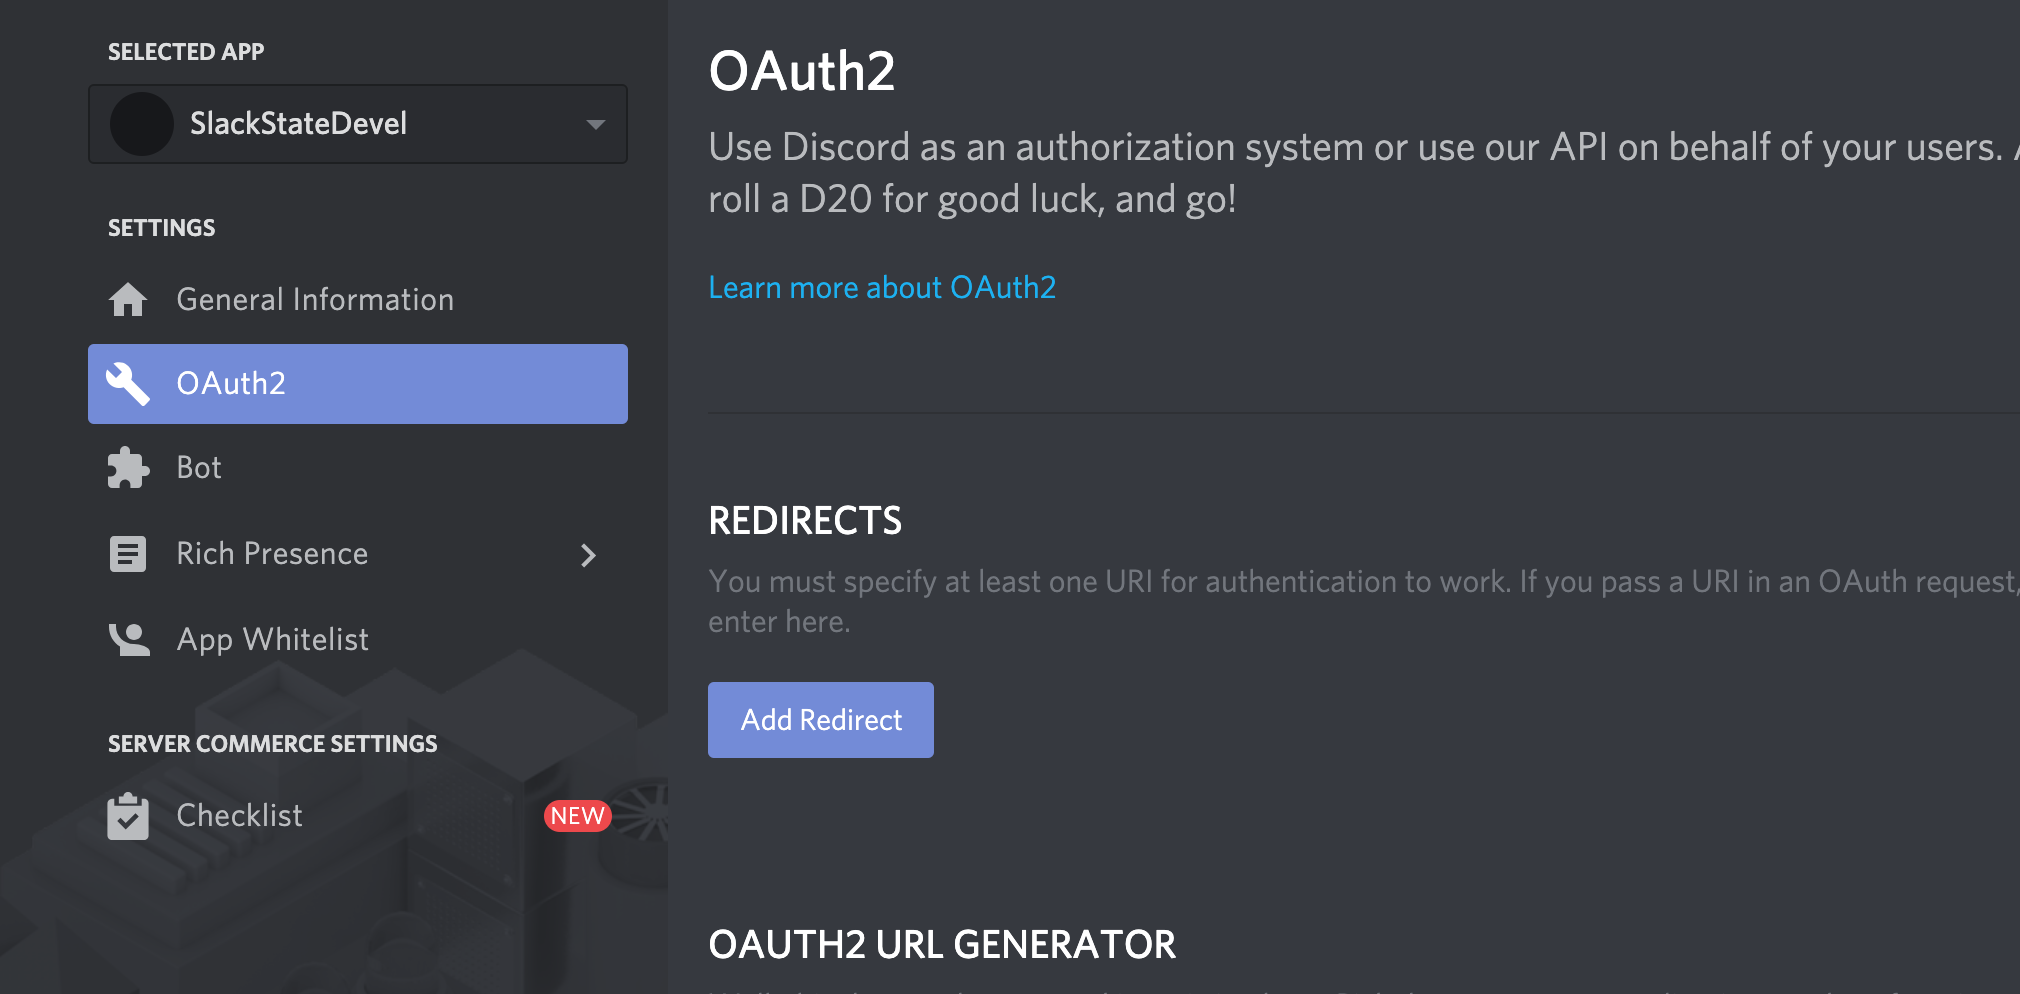 SELECTED APP
SlackStateDevel
SETTINGS
General Information
OAuth2
Bot
Rich Presence
App Whitelist
SERVER COMMERCE SETTINGS
Checklist
NEW
OAuth2
Use Discord as an authorization system or use our API on behalf of your users.
roll a D20 for good luck, and go!
Learn more about OAuth2
REDIRECTS
You must specify at least one URI for authentication to work. If you pass a URI in an OAuth request,
enter here.
Add Redirect
OAUTH2 URL GENERATOR